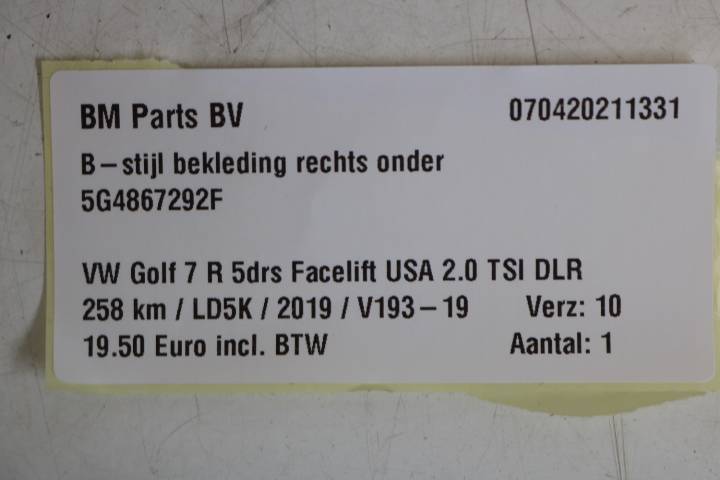 BM Parts BV 070420211331
B-stijl bekleding rechts onder
5G4867292F
VW Golf 7 R 5drs Facelift USA 2.0 TSI DLR
258 km / LD5K / 2019 / V193-19 Verz: 10
19.50 Euro incl. BTW Aantal: 1